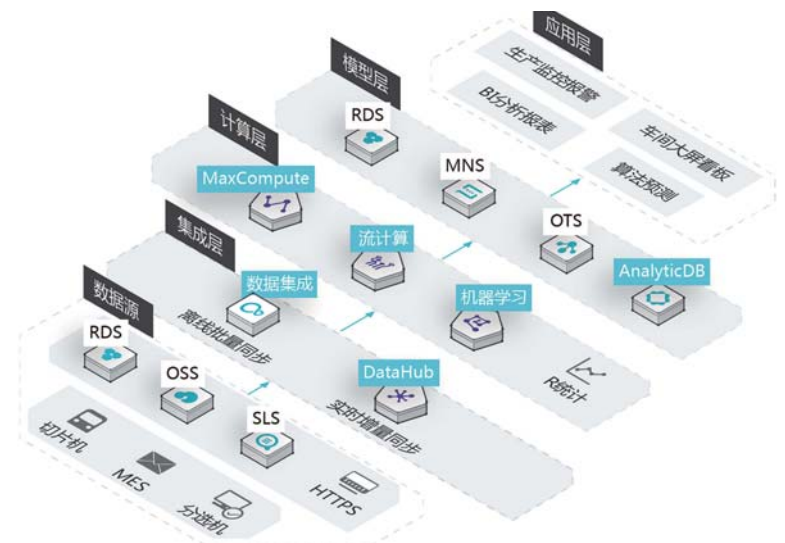 应用层
生产监控报警
BI分析报表
车间大屏看板
算法预测
模型层
RDS
MNS
OTS
AnalyticDB
计算层
MaxCompute
流计算
机器学习
R统计
集成层
数据集成
离线批量同步
DataHub
实时增量同步
数据源
RDS
OSS
SLS
HTTPS
切片机
MES
分选机